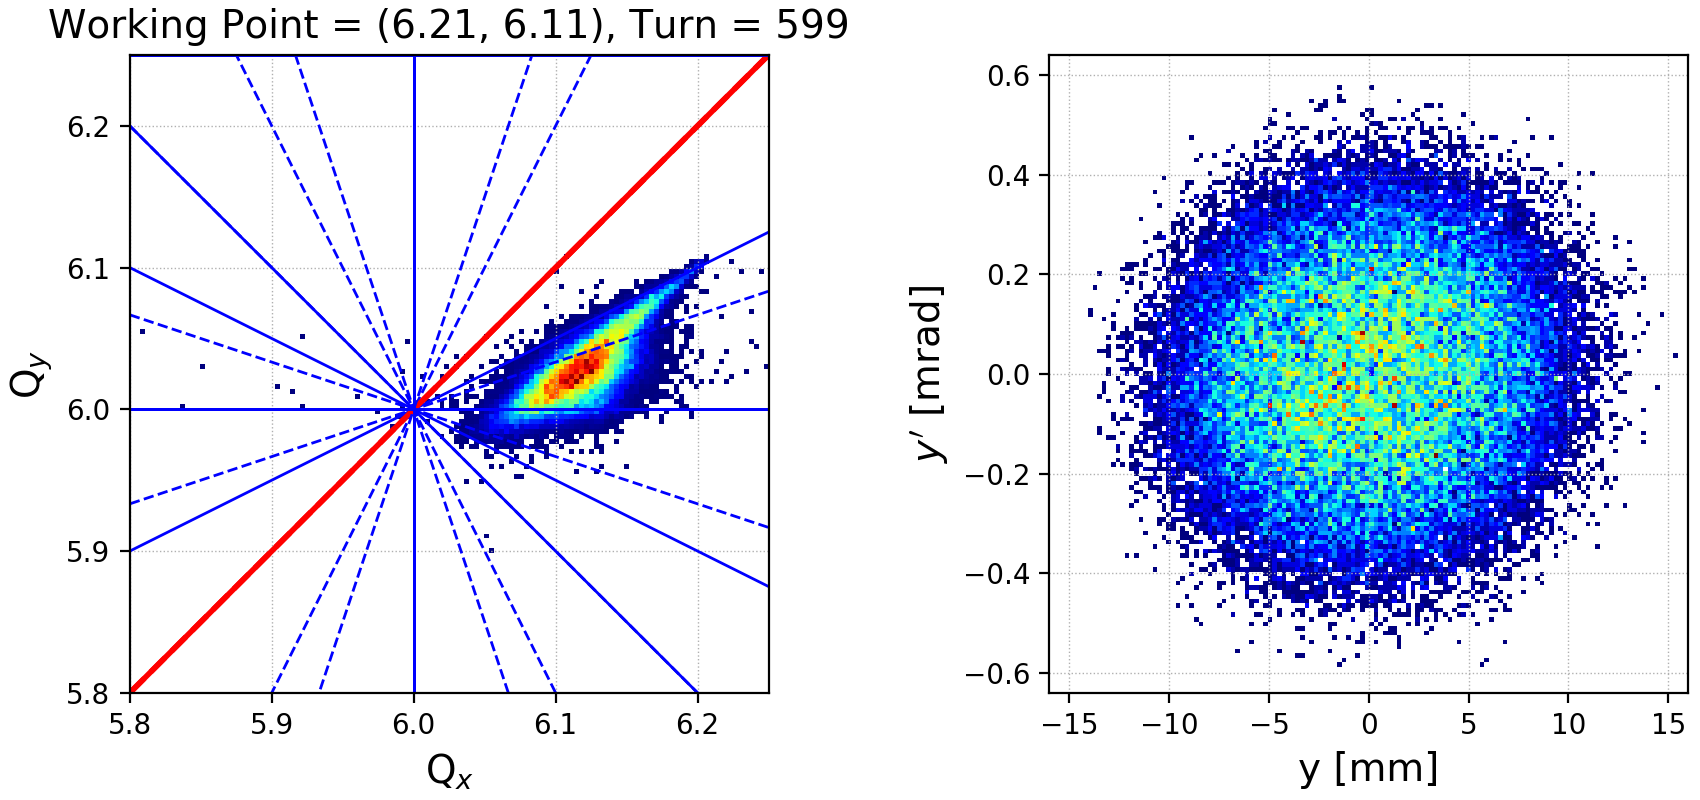 Working Point = (6.21, 6.11), Turn = 599
6.2
6.1
6.0
5.9
5.8
5.8 5.9 6.0 6.1 6.2
Qₓ
Q_y
0.6
0.4
0.2
0.0
−0.2
−0.4
−0.6
−15 −10 −5 0 5 10 15
y [mm]
y′ [mrad]